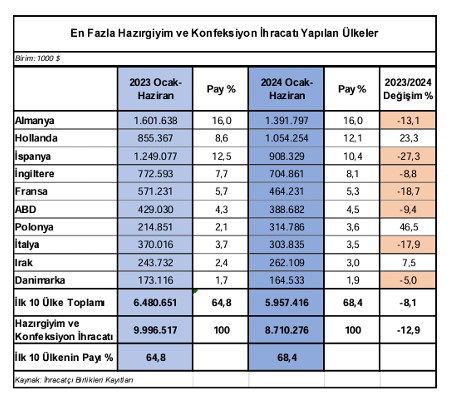 En Fazla Hazırgiyim ve Konfeksiyon İhracatı Yapılan Ülkeler
Birim: 1000 $
2023 Ocak-Haziran Pay % 2024 Ocak-Haziran Pay % 2023/2024 Değişim %
Almanya 1.601.638 16,0 1.391.797 16,0 -13,1
Hollanda 855.367 8,6 1.054.254 12,1 23,3
İspanya 1.249.077 12,5 908.329 10,4 -27,3
İngiltere 772.593 7,7 704.861 8,1 -8,8
Fransa 571.231 5,7 464.231 5,3 -18,7
ABD 429.030 4,3 388.682 4,5 -9,4
Polonya 214.851 2,1 314.786 3,6 46,5
İtalya 370.016 3,7 303.835 3,5 -17,9
Irak 243.732 2,4 262.109 3,0 7,5
Danimarka 173.116 1,7 164.533 1,9 -5,0
İlk 10 Ülke Toplamı 6.480.651 64,8 5.957.416 68,4 -8,1
Hazırgiyim ve Konfeksiyon İhracatı 9.996.517 100 8.710.276 100 -12,9
İlk 10 Ülkenin Payı % 64,8 68,4
Kaynak: İhracatçı Birlikleri Kayıtları